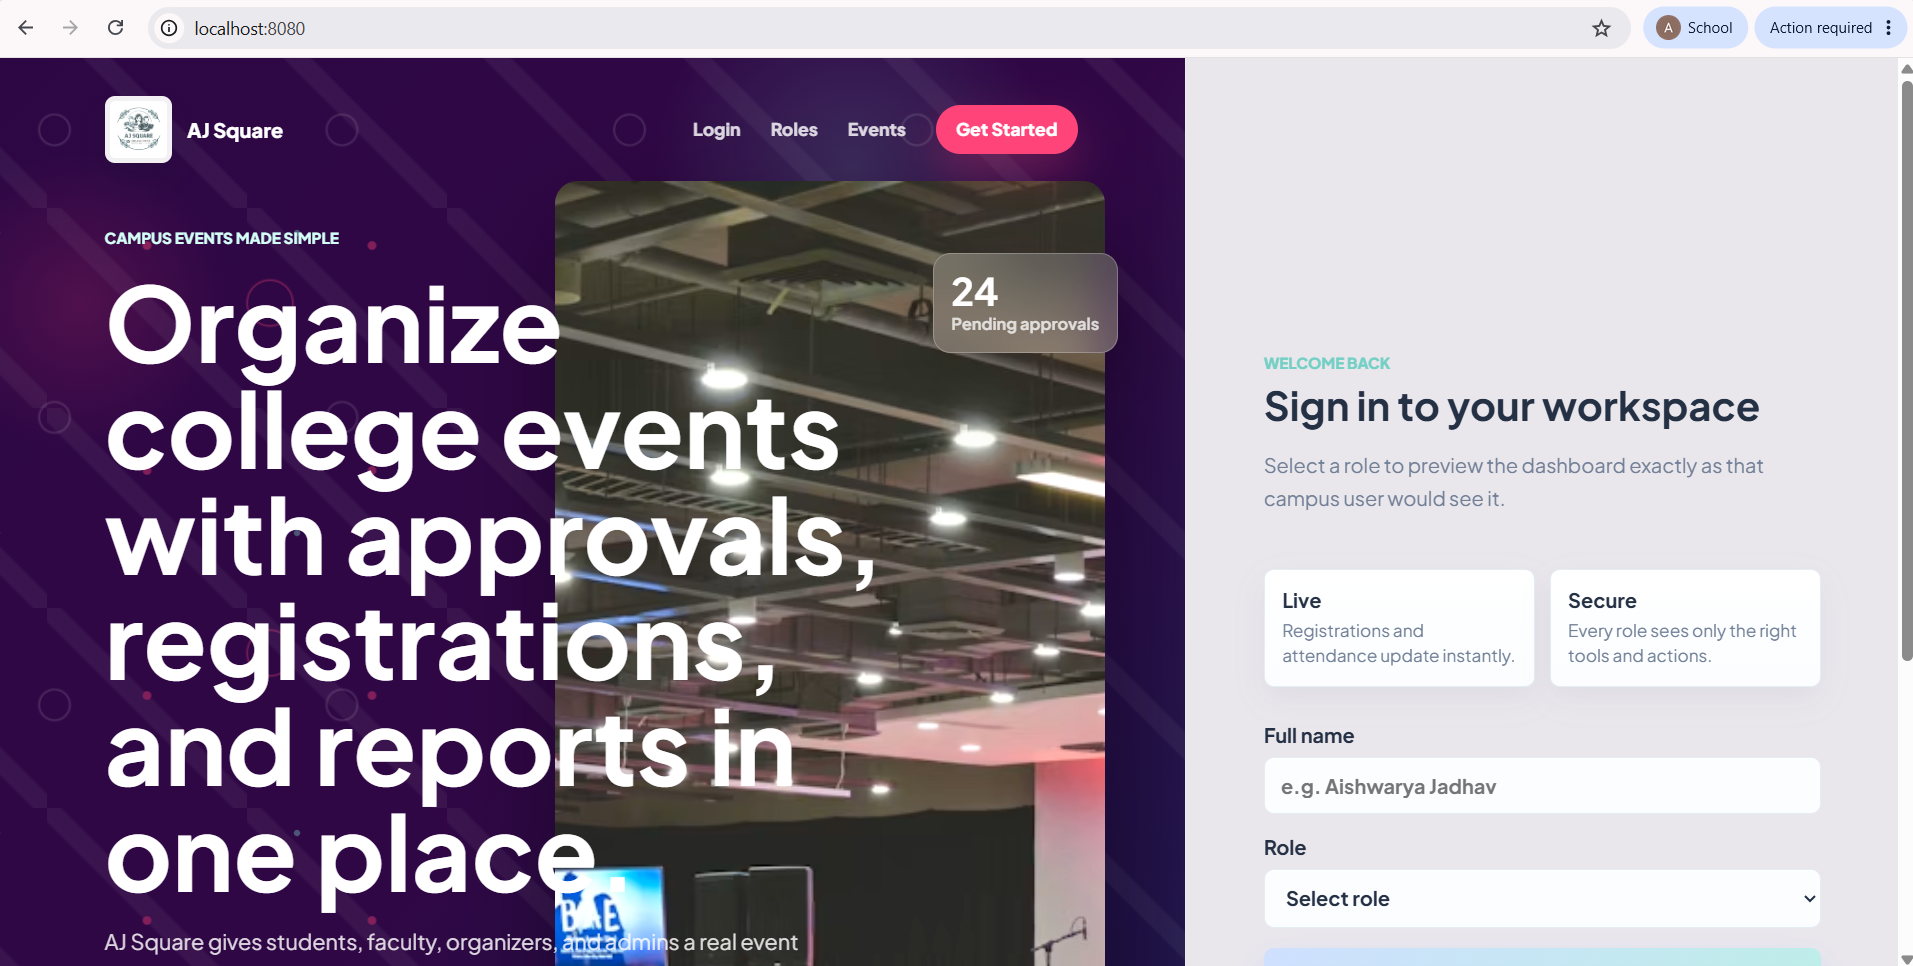 localhost:8080
A
School
Action required
AJ SQUARE
AJ Square
Login
Roles
Events
Get Started
CAMPUS EVENTS MADE SIMPLE
Organize
college events
with approvals,
registrations,
and reports in
one place.
AJ Square gives students, faculty, organizers, and admins a real event
24
Pending approvals
WELCOME BACK
Sign in to your workspace
Select a role to preview the dashboard exactly as that
campus user would see it.
Live
Registrations and
attendance update instantly.
Secure
Every role sees only the right
tools and actions.
Full name
e.g. Aishwarya Jadhav
Role
Select role